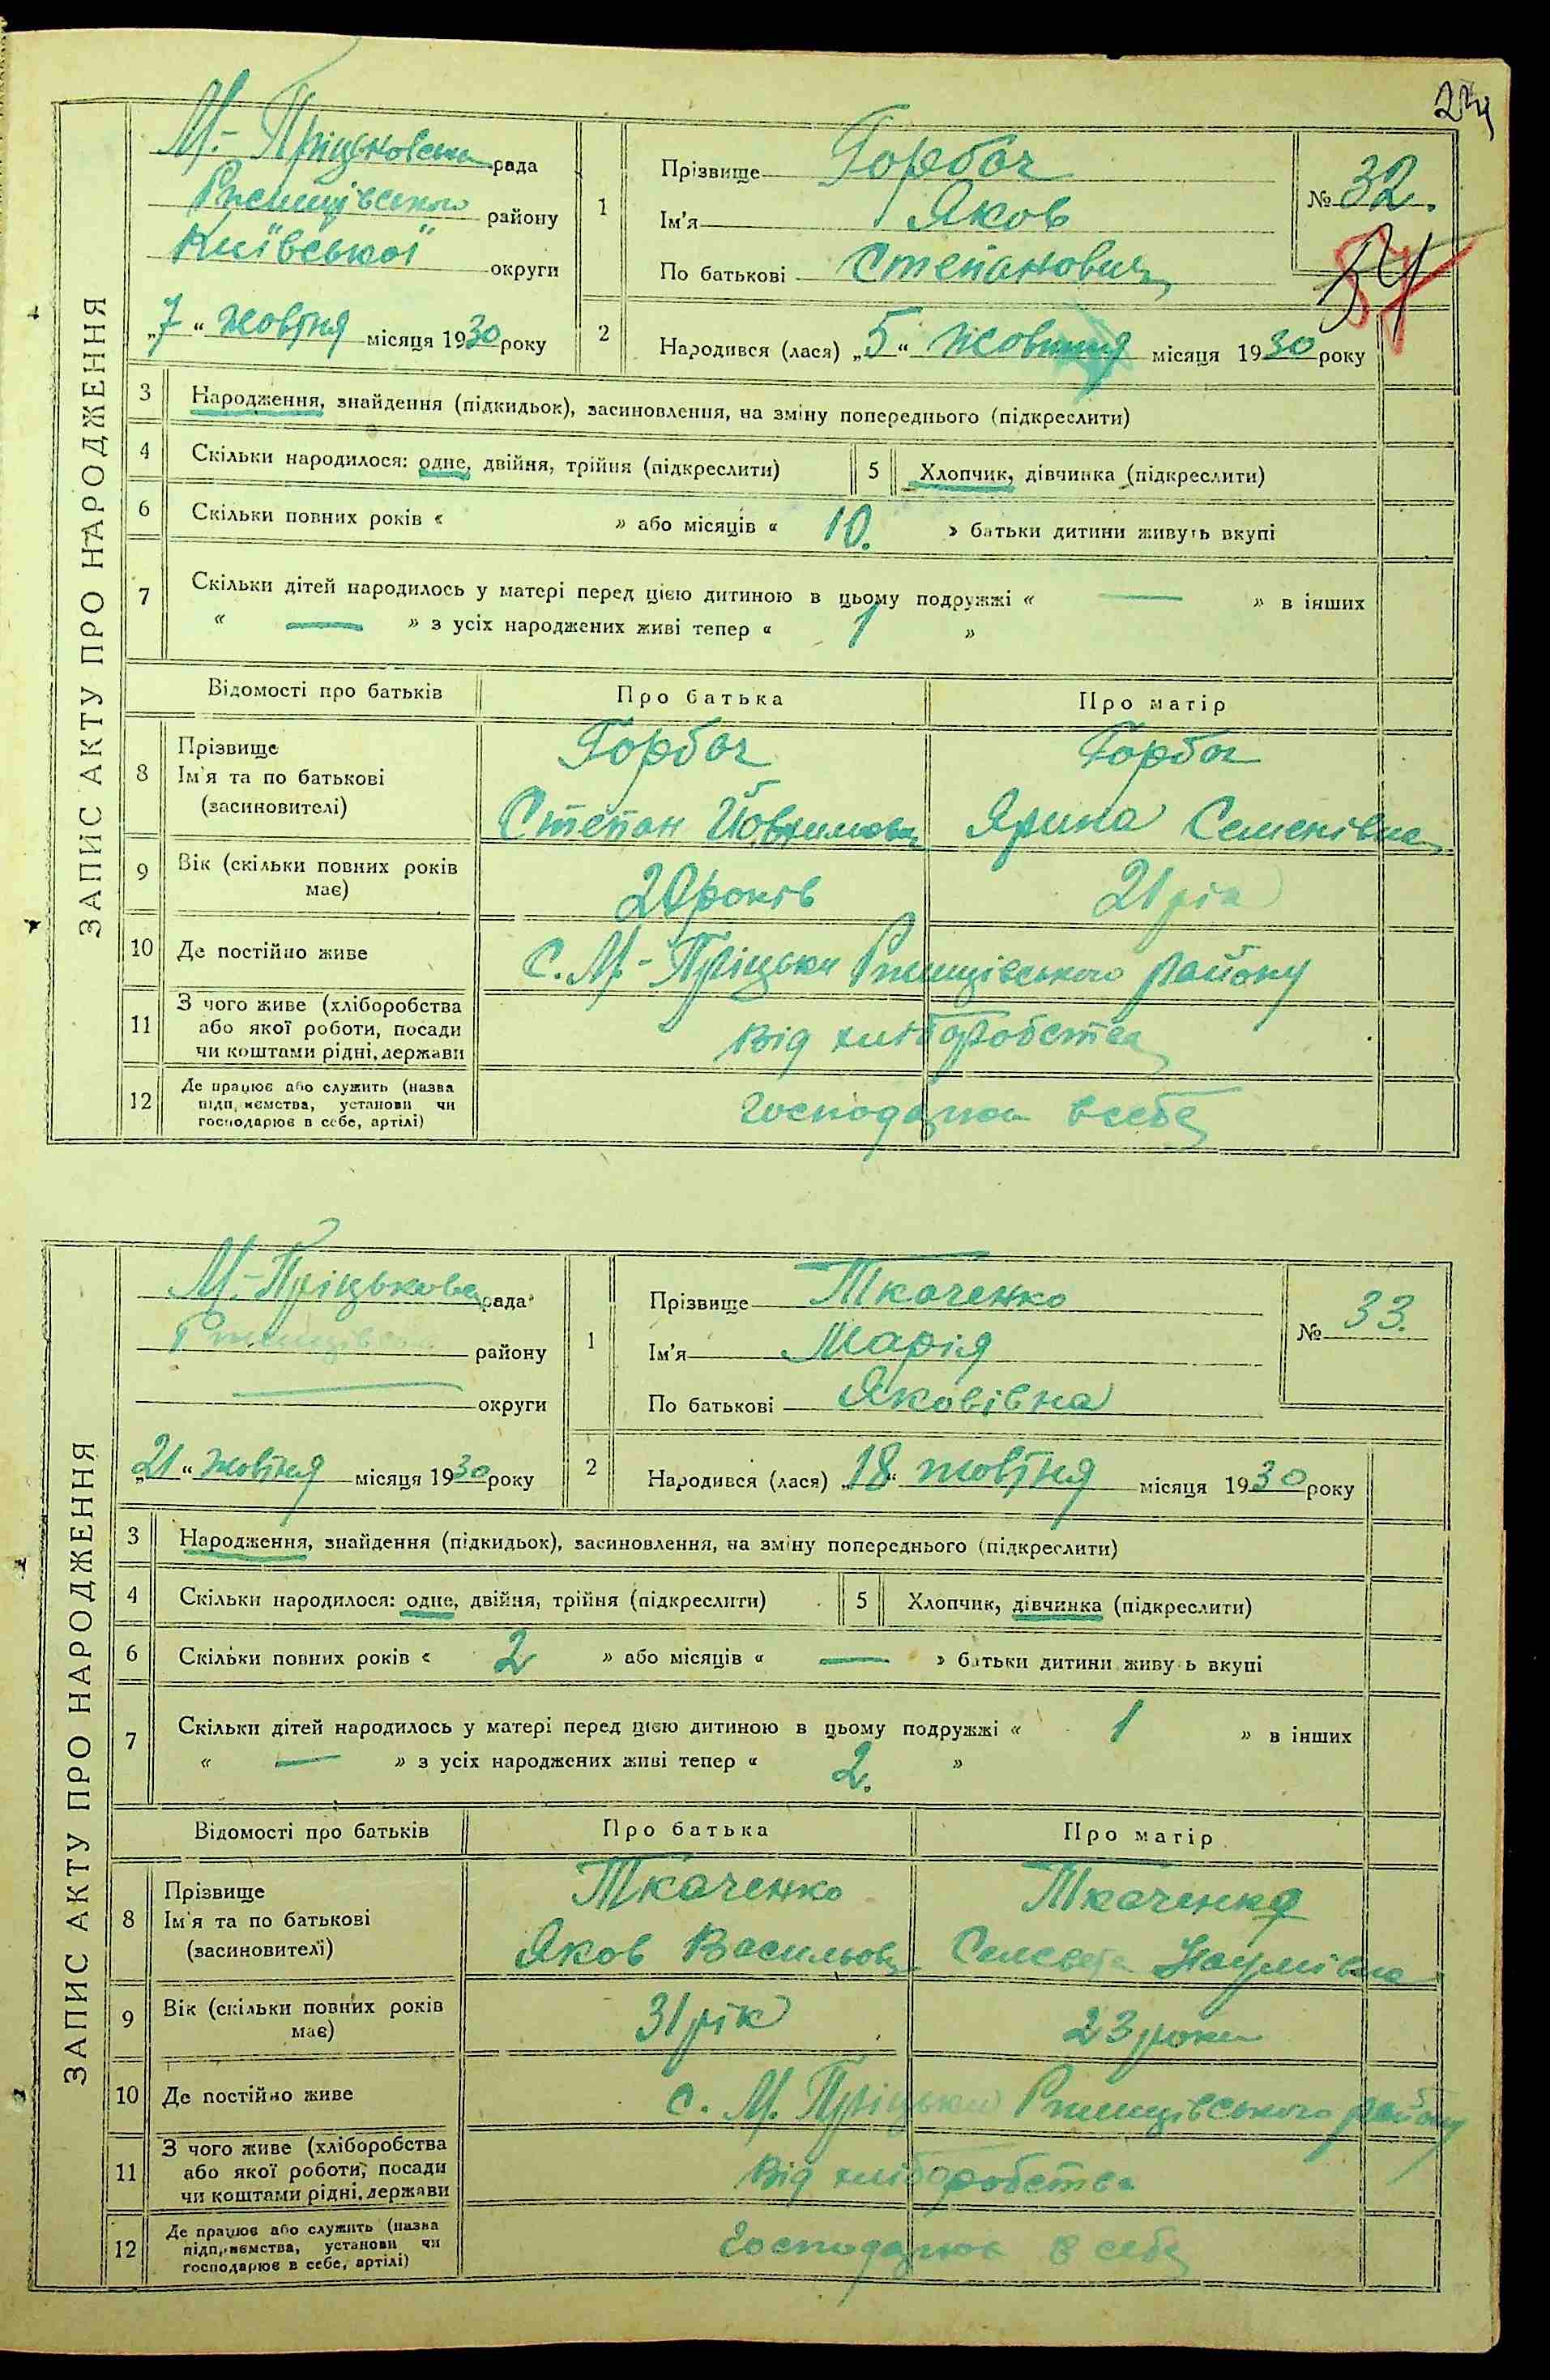 ЗАПИС АКТУ ПРО НАРОДЖЕННЯ
М.-Пріцьковська рада
Ржищівського району
Київської округи
„7“ жовтня місяця 1930 року
1
Прізвище Горбач
Ім'я Яков
По батькові Степанович
№ 32.
2
Народився (лася) „5“ жовтня місяця 1930 року
3 Народження, знайдення (підкидьок), засиновлення, на зміну попереднього (підкреслити)
4 Скільки народилося: одне, двійня, трійня (підкреслити) 5 Хлопчик, дівчинка (підкреслити)
6 Скільки повних років « » або місяців « 10. » батьки дитини живуть вкупі
7 Скільки дітей народилось у матері перед цією дитиною в цьому подружжі « — » в інших
« — » з усіх народжених живі тепер « 1 »
Відомості про батьків Про батька Про матір
8 Прізвище Горбач Горбач
Ім'я та по батькові
(засиновителі) Степан Йовхимович Ярина Семенівна
9 Вік (скільки повних років має) 20 років 21 рік
10 Де постійно живе С. М.-Пріцьки Ржищівського району
11 З чого живе (хліборобства
або якої роботи, посади
чи коштами рідні, держави Від хліборобства
12 Де працює або служить (назва
підприємства, установи чи
господарює в себе, артілі) Господарює в себе
ЗАПИС АКТУ ПРО НАРОДЖЕННЯ
М.-Пріцьковська рада
Ржищівськ району
— округи
„21“ жовтня місяця 1930 року
1
Прізвище Ткаченко
Ім'я Марія
По батькові Яковівна
№ 33.
2
Народився (лася) „18“ жовтня місяця 1930 року
3 Народження, знайдення (підкидьок), засиновлення, на зміну попереднього (підкреслити)
4 Скільки народилося: одне, двійня, трійня (підкреслити) 5 Хлопчик, дівчинка (підкреслити)
6 Скільки повних років « 2 » або місяців « — » батьки дитини живуь вкупі
7 Скільки дітей народилось у матері перед цією дитиною в цьому подружжі « 1 » в інших
« — » з усіх народжених живі тепер « 2. »
Відомості про батьків Про батька Про матір
8 Прізвище Ткаченко Ткаченко
Ім'я та по батькові
(засиновителі) Яков Васильович Наумівна
9 Вік (скільки повних років має) 31 рік 23 роки
10 Де постійно живе с. М. Пріцьки Ржищівського району
11 З чого живе (хліборобства
або якої роботи, посади
чи коштами рідні, держави Від хліборобства
12 Де працює або служить (назва
підприємства, установи чи
господарює в себе, артілі) Господарює в себе